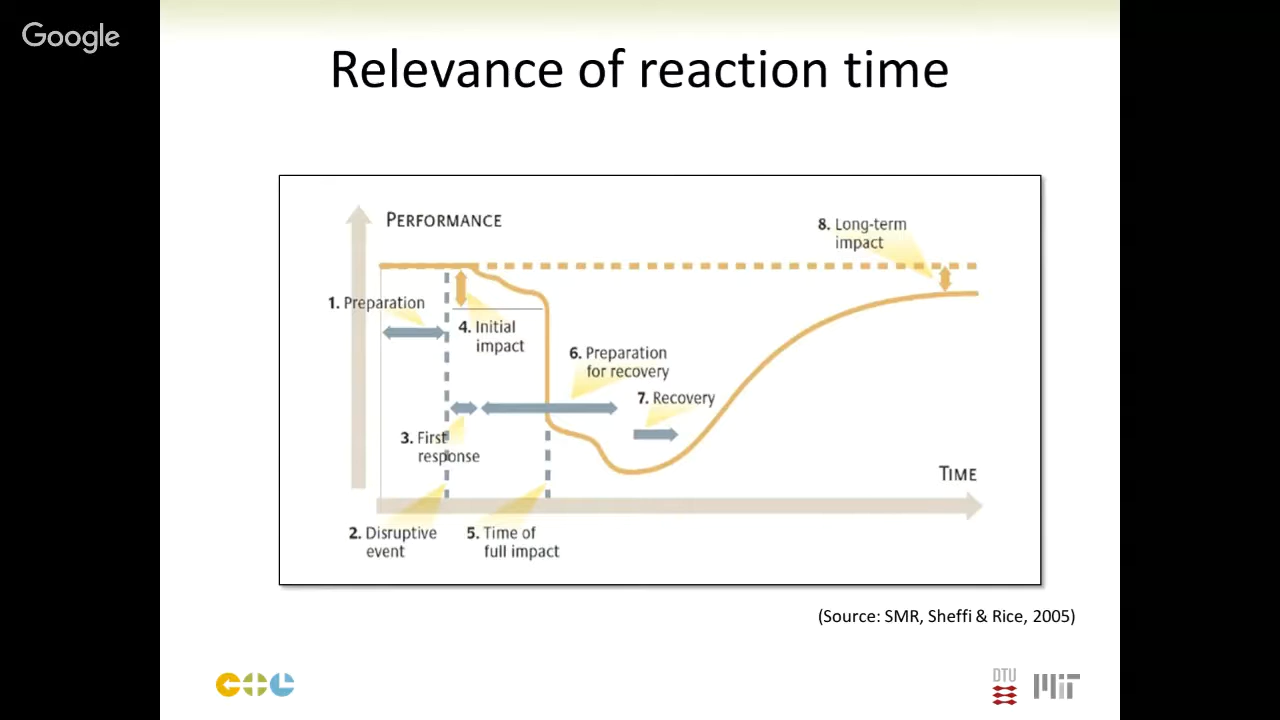 Google
Relevance of reaction time
PERFORMANCE
8. Long-term
impact
1. Preparation
4. Initial
impact
6. Preparation
for recovery
7. Recovery
3. First
response
TIME
2. Disruptive
event
5. Time of
full impact
(Source: SMR, Sheffi & Rice, 2005)
DTU
MIT